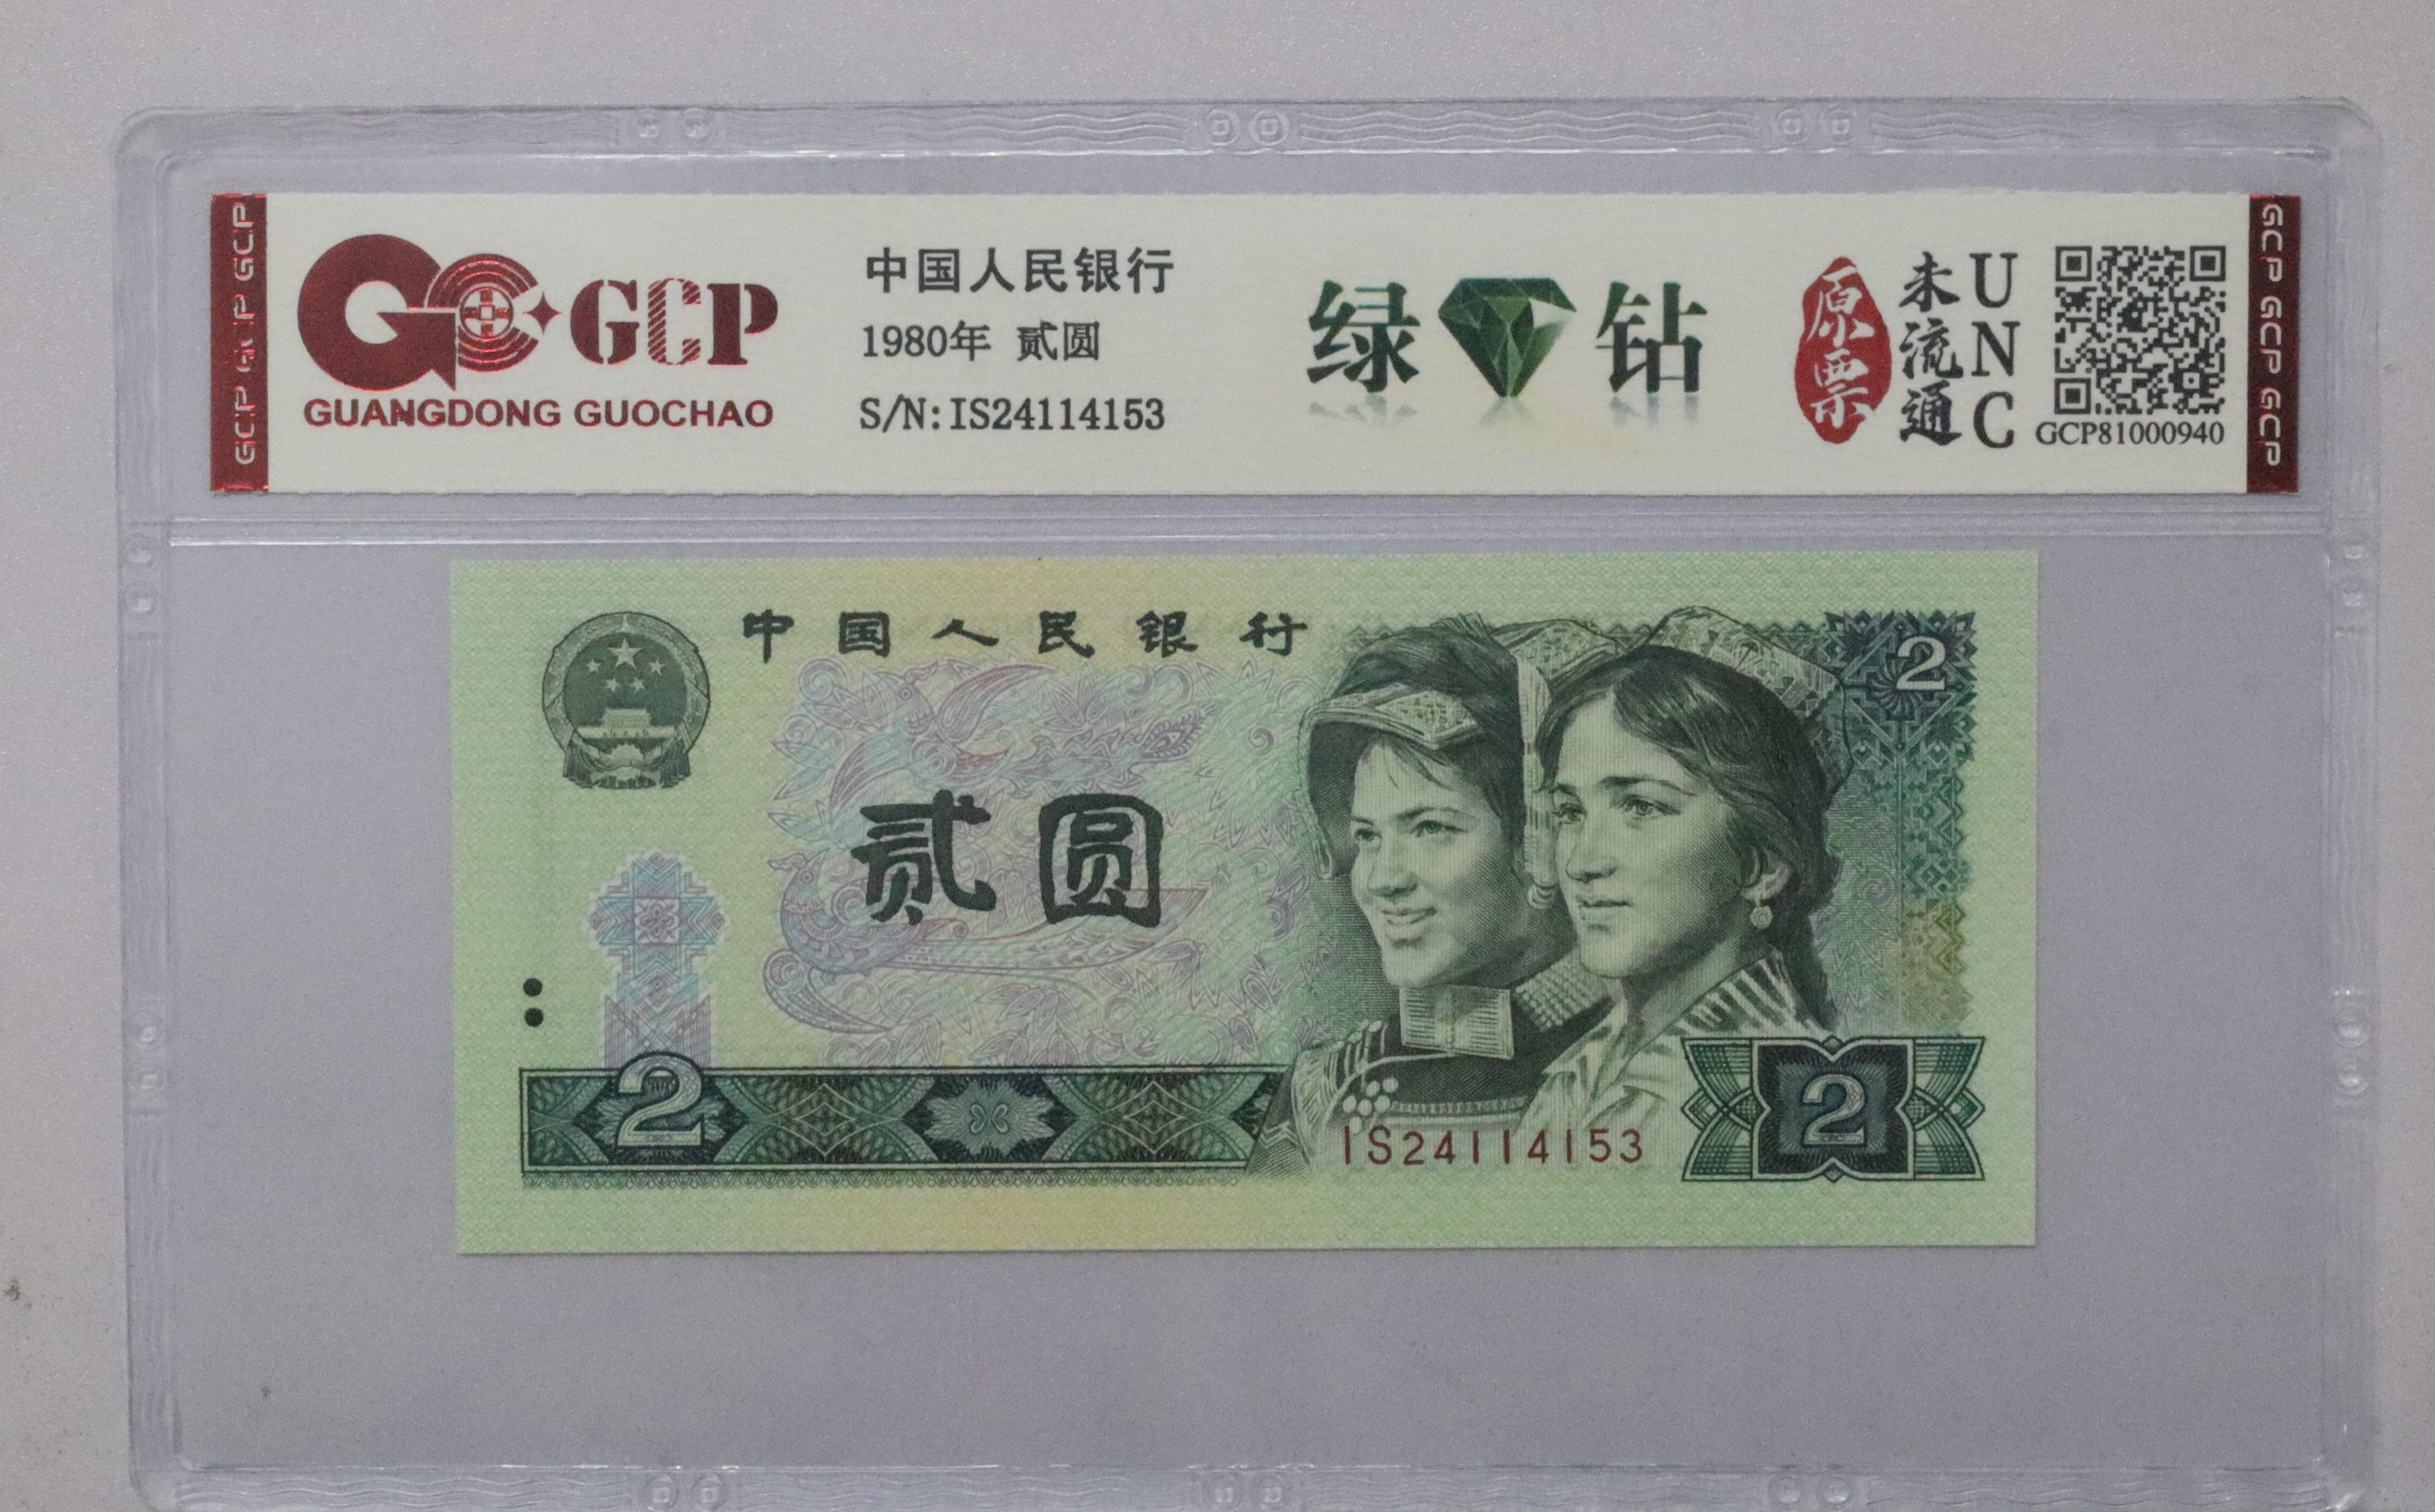 GCP GCP GCP GCP
GCP
GUANGDONG GUOCHAO
中国人民银行
1980年 贰圆
S/N:IS24114153
绿钻
原票
未流通
UNC
GCP81000940
GCP GCP GCP GCP
中国人民银行
2
贰圆
2
IS24114153
2